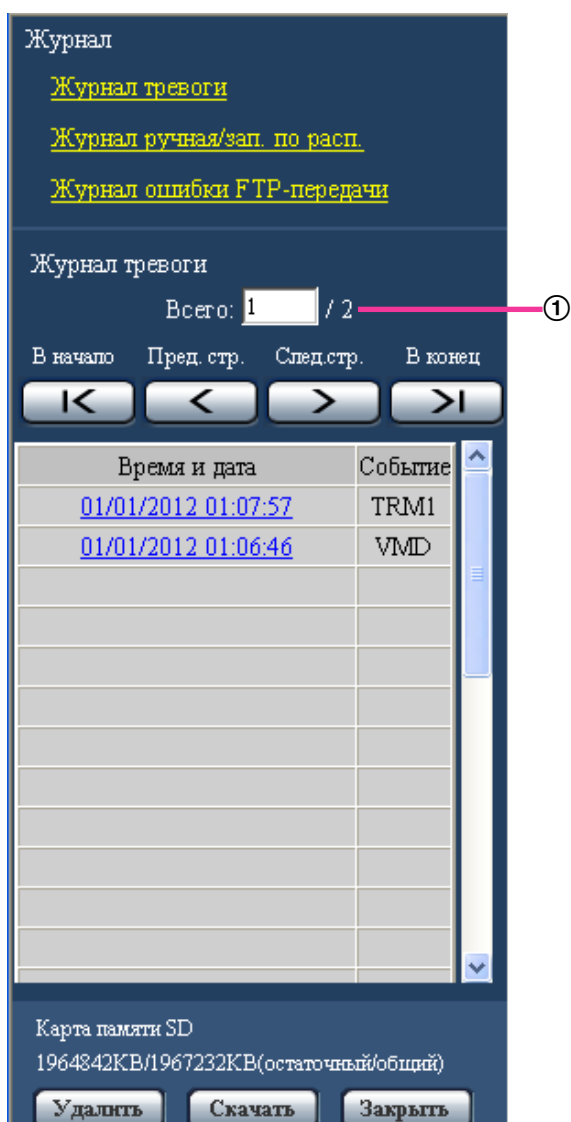 Журнал
Журнал тревоги
Журнал ручная/зап. по расп.
Журнал ошибки FTP-передачи
Журнал тревоги
Всего: 1 / 2 ①
В начало Пред. стр. След.стр. В конец
Время и дата Событие
01/01/2012 01:07:57 TRM1
01/01/2012 01:06:46 VMD
Карта памяти SD
1964842KB/1967232KB(остаточный/общий)
Удалить Скачать Закрыть